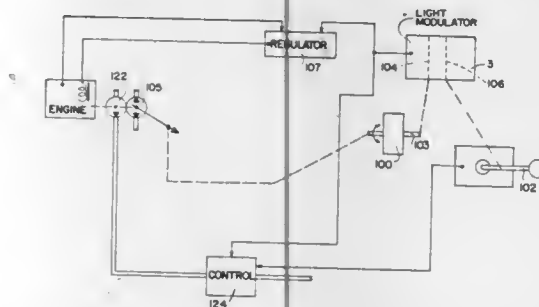 LIGHT
MODULATOR
REGULATOR
107
104
3
106
122
105
ENGINE
100
103
102
CONTROL
124